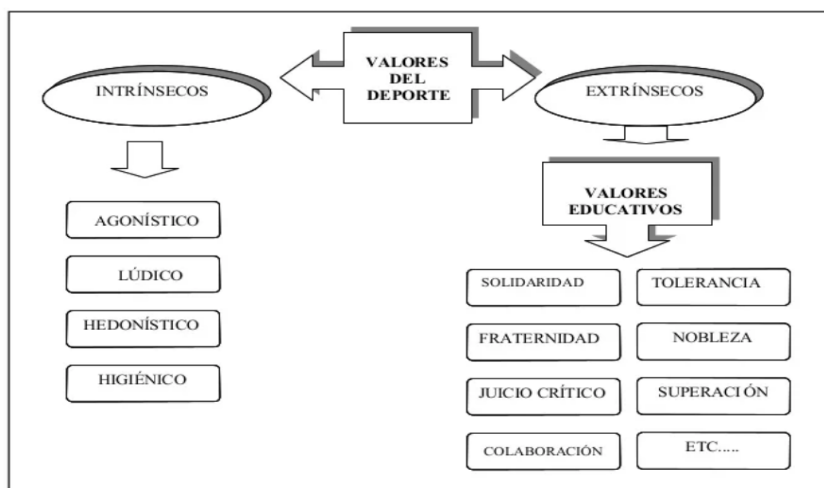 VALORES
DEL
DEPORTE
INTRÍNSECOS
EXTRÍNSECOS
AGONÍSTICO
LÚDICO
HEDONÍSTICO
HIGIÉNICO
VALORES
EDUCATIVOS
SOLIDARIDAD
TOLERANCIA
FRATERNIDAD
NOBLEZA
JUICIO CRÍTICO
SUPERACIÓN
COLABORACIÓN
ETC.....